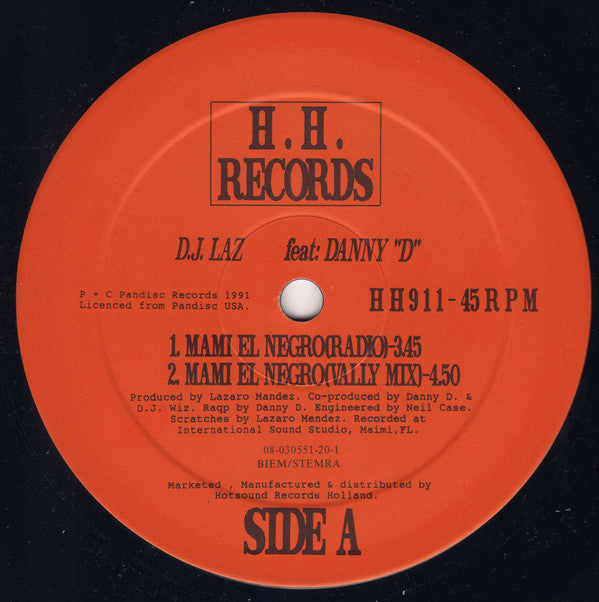 H.H.
RECORDS
D.J. LAZ feat: DANNY "D"
P + C Pandisc Records 1991
Licenced from Pandisc USA.
HH911-45RPM
1. MAMI EL NEGRO(RADIO)-3.45
2. MAMI EL NEGRO(VALLY MIX)-4.50
Produced by Lazaro Mandez. Co-produced by Danny D. &
D.J. Wiz. Raqp by Danny D. Engineered by Neil Case.
Scratches by Lazaro Mendez. Recorded at
International Sound Studio, Maimi,FL.
08-030551-20-1
BIEM/STEMRA
Marketed , Manufactured & distributed by
Hotsound Records Holland.
SIDE A